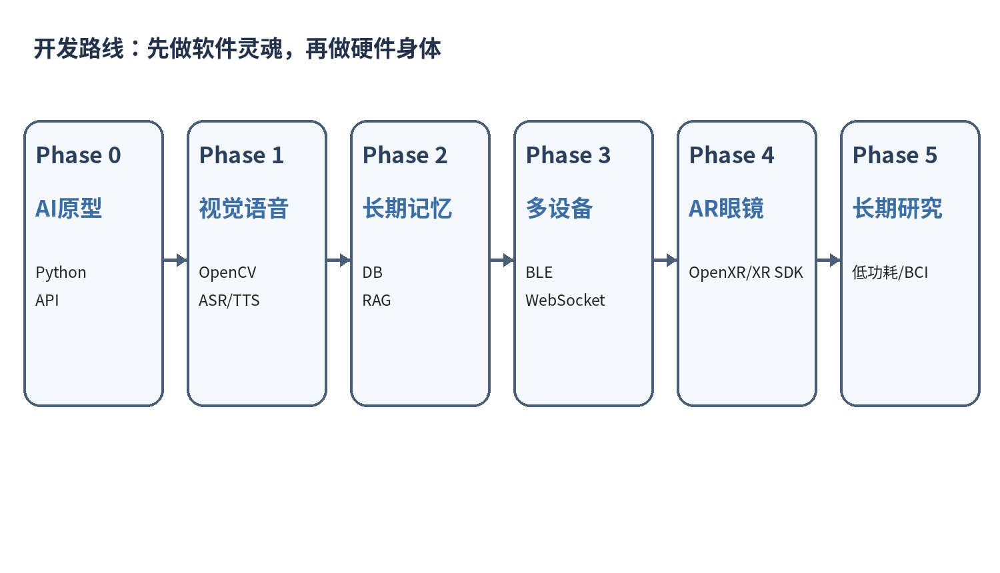 开发路线：先做软件灵魂，再做硬件身体
Phase 0
AI原型
Python
API
Phase 1
视觉语音
OpenCV
ASR/TTS
Phase 2
长期记忆
DB
RAG
Phase 3
多设备
BLE
WebSocket
Phase 4
AR眼镜
OpenXR/XR SDK
Phase 5
长期研究
低功耗/BCI